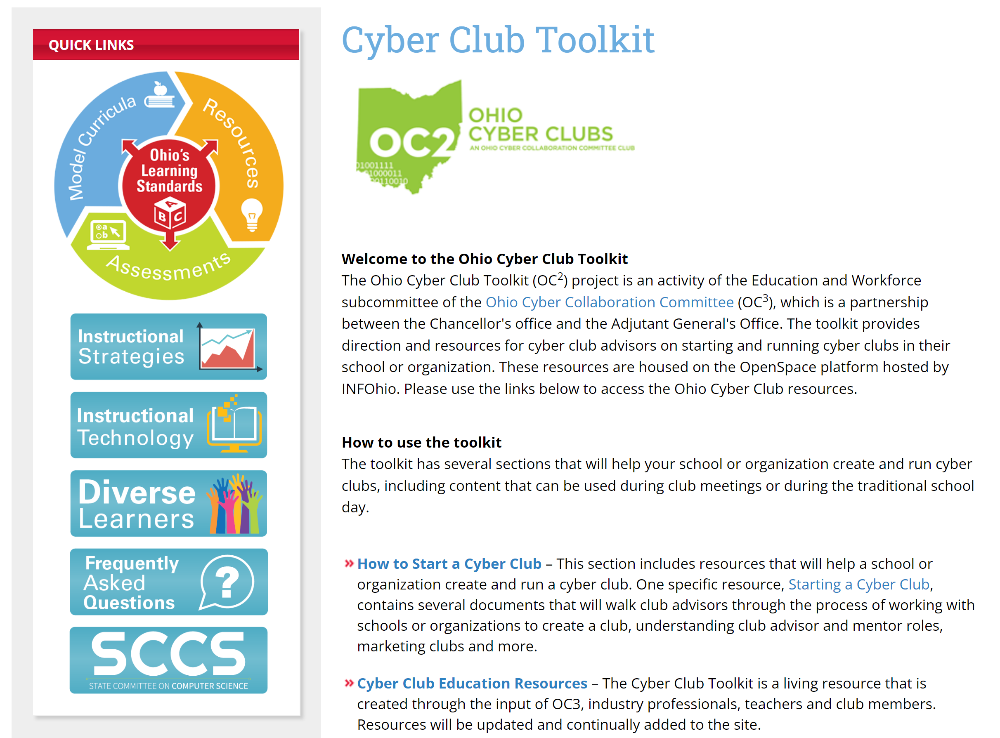 QUICK LINKS
Model Curricula
Resources
Ohio's
Learning
Standards
A
B C
a
b
Assessments
Instructional
Strategies
Instructional
Technology
Diverse
Learners
Frequently
Asked
Questions
?
SCCS
STATE COMMITTEE ON COMPUTER SCIENCE
Cyber Club Toolkit
OC2
01001111
01000011
00110010
OHIO
CYBER CLUBS
AN OHIO CYBER COLLABORATION COMMITTEE CLUB
Welcome to the Ohio Cyber Club Toolkit
The Ohio Cyber Club Toolkit (OC²) project is an activity of the Education and Workforce
subcommittee of the Ohio Cyber Collaboration Committee (OC³), which is a partnership
between the Chancellor's office and the Adjutant General's Office. The toolkit provides
direction and resources for cyber club advisors on starting and running cyber clubs in their
school or organization. These resources are housed on the OpenSpace platform hosted by
INFOhio. Please use the links below to access the Ohio Cyber Club resources.
How to use the toolkit
The toolkit has several sections that will help your school or organization create and run cyber
clubs, including content that can be used during club meetings or during the traditional school
day.
» How to Start a Cyber Club – This section includes resources that will help a school or
organization create and run a cyber club. One specific resource, Starting a Cyber Club,
contains several documents that will walk club advisors through the process of working with
schools or organizations to create a club, understanding club advisor and mentor roles,
marketing clubs and more.
» Cyber Club Education Resources – The Cyber Club Toolkit is a living resource that is
created through the input of OC3, industry professionals, teachers and club members.
Resources will be updated and continually added to the site.